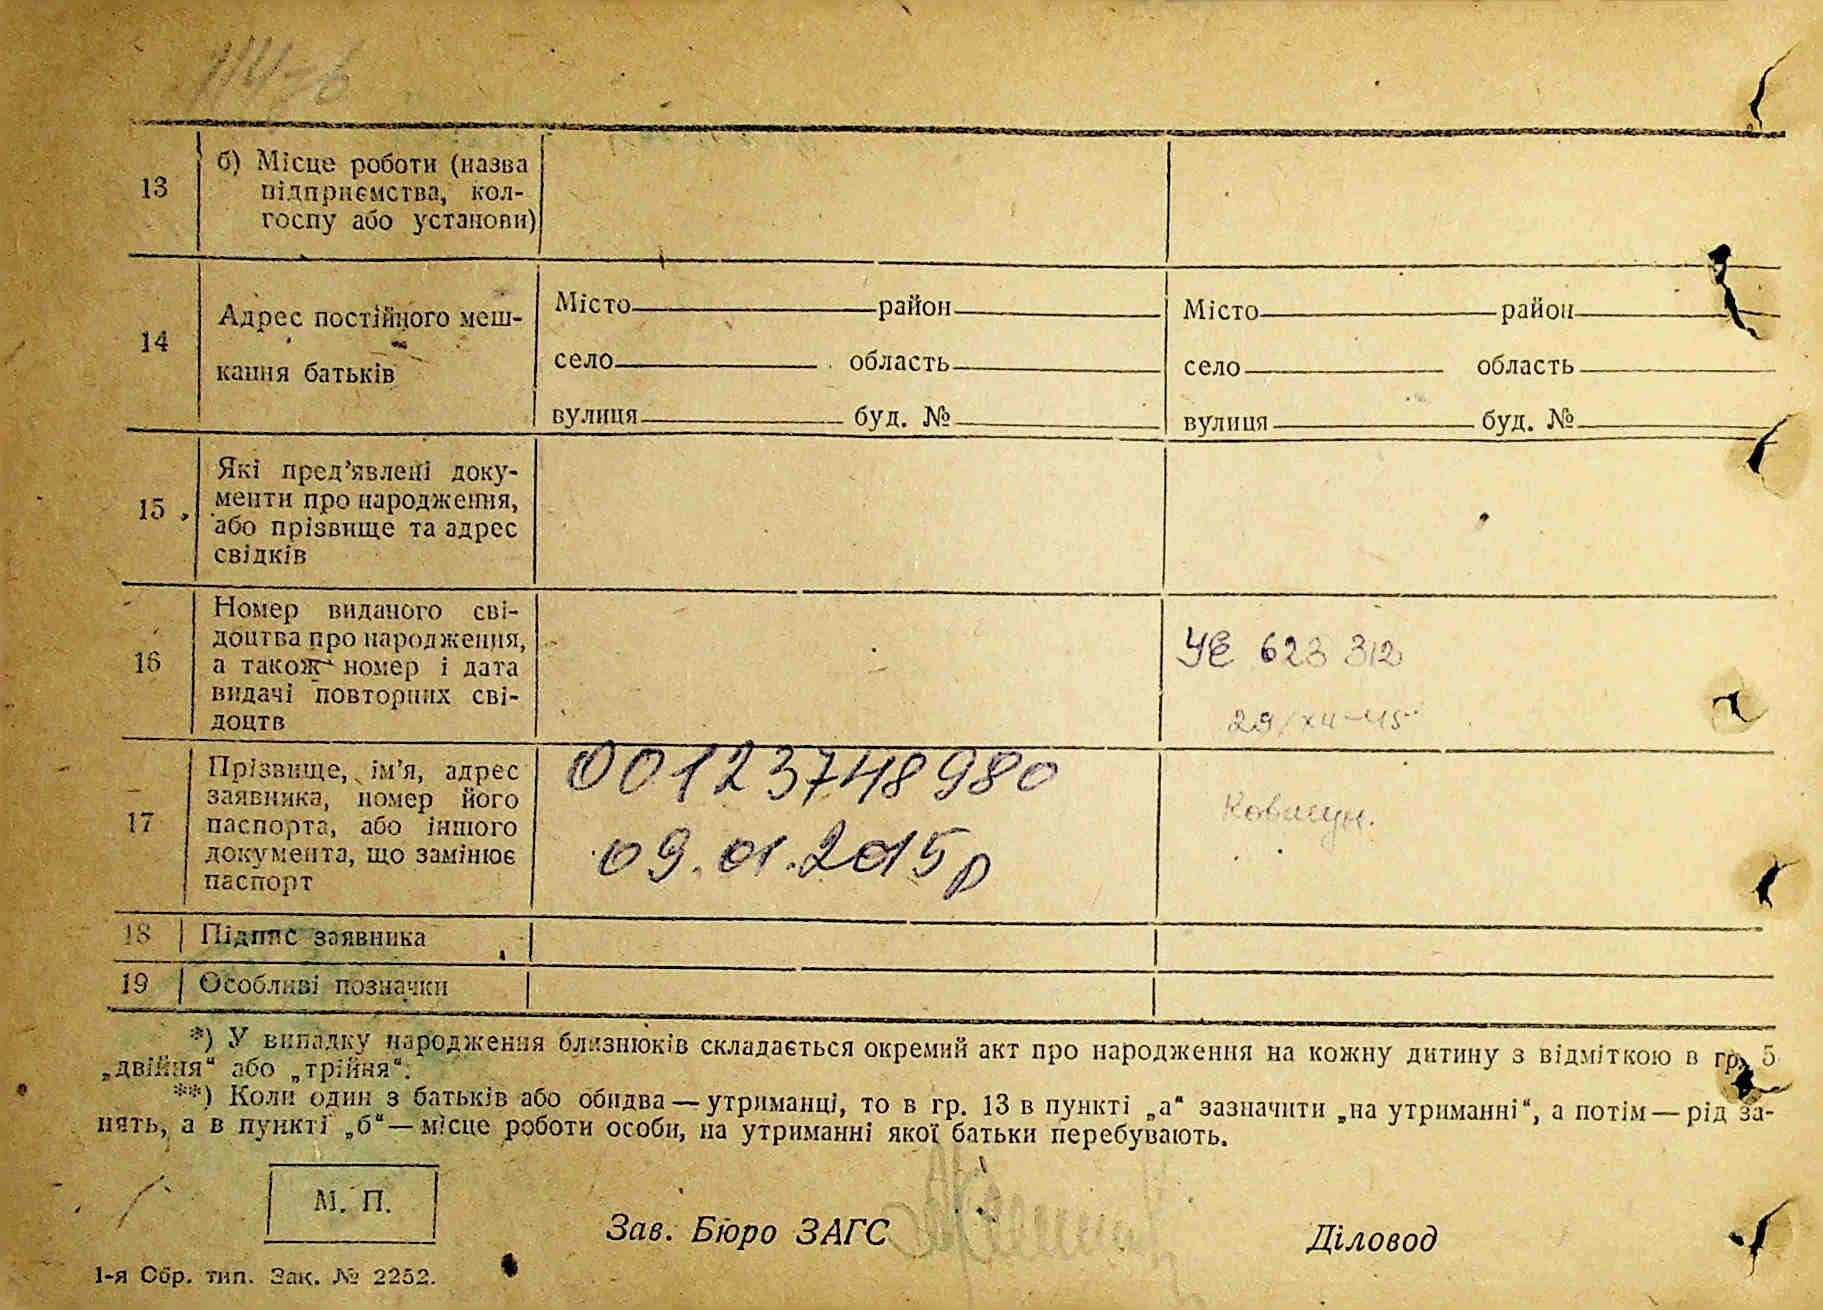 13
б) Місце роботи (назва
підприємства, кол-
госпу або установи)
14
Адрес постійного меш-
кання батьків
Місто район
село область
вулиця буд. №
Місто район
село область
вулиця буд. №
15
Які пред’явлені доку-
менти про народження,
або прізвище та адрес
свідків
16
Номер виданого сві-
доцтва про народження,
а також номер і дата
видачі повторних сві-
доцтв
УЄ 623 312
29/XII-45
17
Прізвище, ім’я, адрес
заявника, номер його
паспорта, або іншого
документа, що замінює
паспорт
00123748980
09.01.2015р
18 Підпис заявника
19 Особливі позначки
*) У випадку народження близнюків складається окремий акт про народження на кожну дитину з відміткою в гр. 5
„двійня“ або „трійня“.
**) Коли один з батьків або обидва — утриманці, то в гр. 13 в пункті „а“ зазначити „на утриманні“, а потім — рід за-
нять, а в пункті „б“ — місце роботи особи, на утриманні якої батьки перебувають.
М. П.
Зав. Бюро ЗАГС
Діловод
1-я Обр. тип. Зак. № 2252.